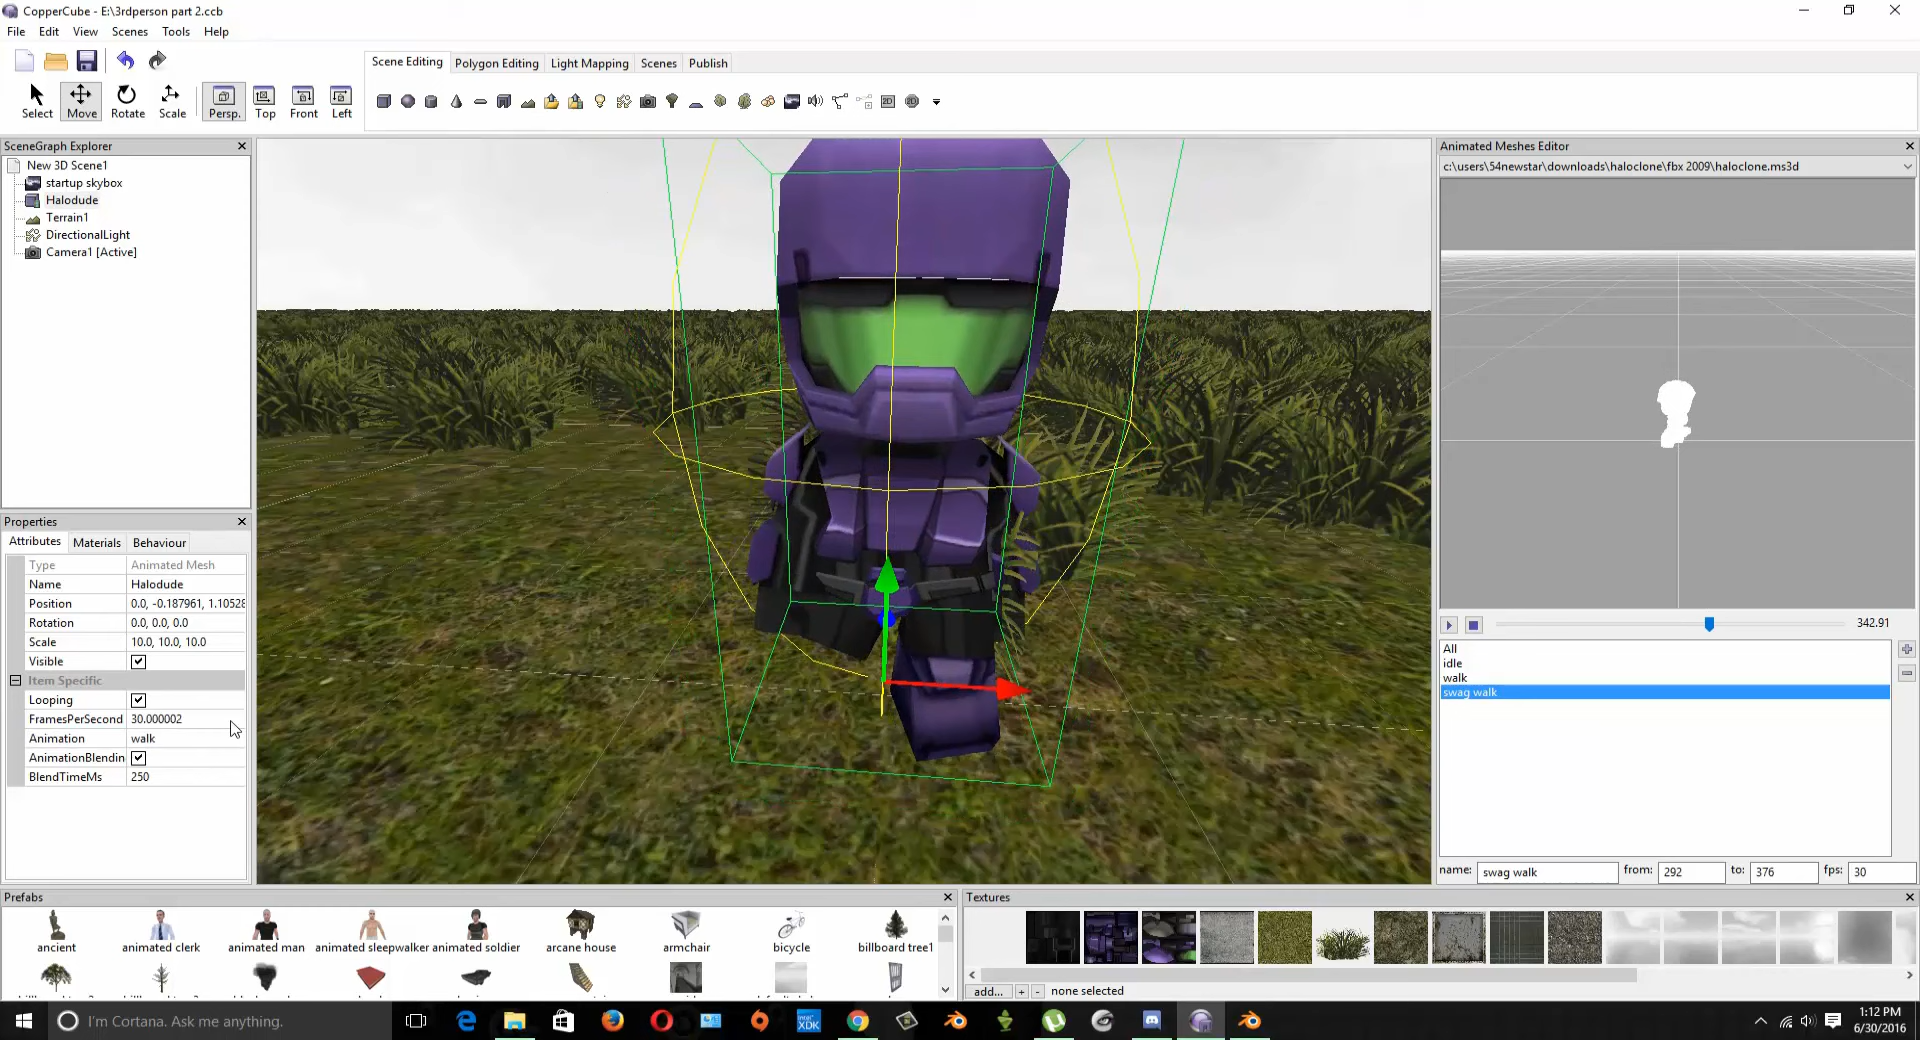 CopperCube - E:\3rdperson part 2.ccb
File Edit View Scenes Tools Help
Scene Editing Polygon Editing Light Mapping Scenes Publish
Select Move Rotate Scale Persp. Top Front Left
SceneGraph Explorer
New 3D Scene1
startup skybox
Halodude
Terrain1
DirectionalLight
Camera1 [Active]
Properties
Attributes Materials Behaviour
Type Animated Mesh
Name Halodude
Position 0.0, -0.187961, 1.10528
Rotation 0.0, 0.0, 0.0
Scale 10.0, 10.0, 10.0
Visible
Item Specific
Looping
FramesPerSecond 30.000002
Animation walk
AnimationBlendin
BlendTimeMs 250
Animated Meshes Editor
c:\users\54newstar\downloads\haloclone\fbx 2009\haloclone.ms3d
342.91
All
idle
walk
swag walk
name: swag walk from: 292 to: 376 fps: 30
Prefabs
ancient animated clerk animated man animated sleepwalker animated soldier arcane house armchair bicycle billboard tree1
Textures
2D 2D
add... + - none selected
I'm Cortana. Ask me anything.
intel XDK
1:12 PM
6/30/2016